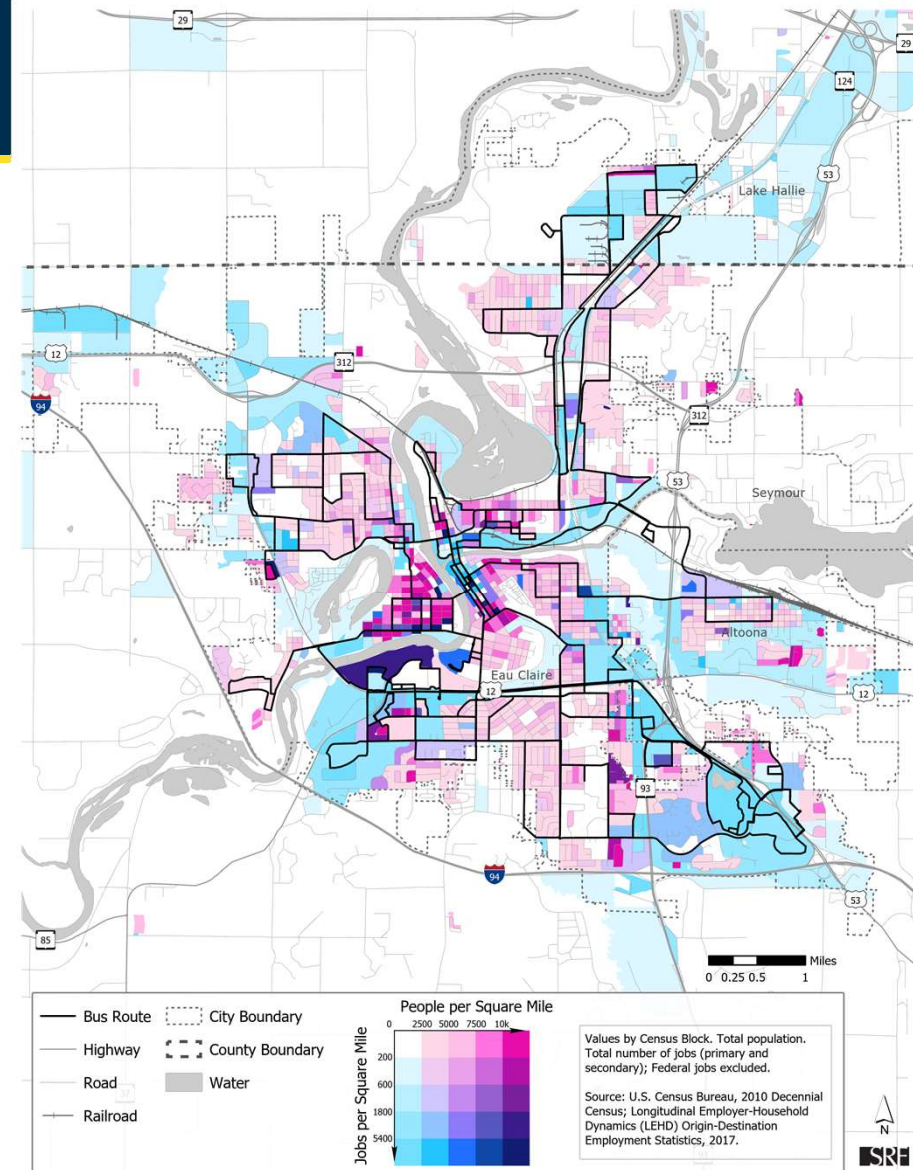 29
29
124
53
Lake Hallie
12
312
94
312
53
Seymour
Altoona
Eau Claire
12
12
93
94
53
85
Miles
0 0.25 0.5 1
Bus Route
City Boundary
Highway
County Boundary
Road
Water
Railroad
37
People per Square Mile
0 2500 5000 7500 10k
Jobs per Square Mile
200
600
1800
5400
Values by Census Block. Total population.
Total number of jobs (primary and
secondary); Federal jobs excluded.
Source: U.S. Census Bureau, 2010 Decennial
Census; Longitudinal Employer-Household
Dynamics (LEHD) Origin-Destination
Employment Statistics, 2017.
N
SRF